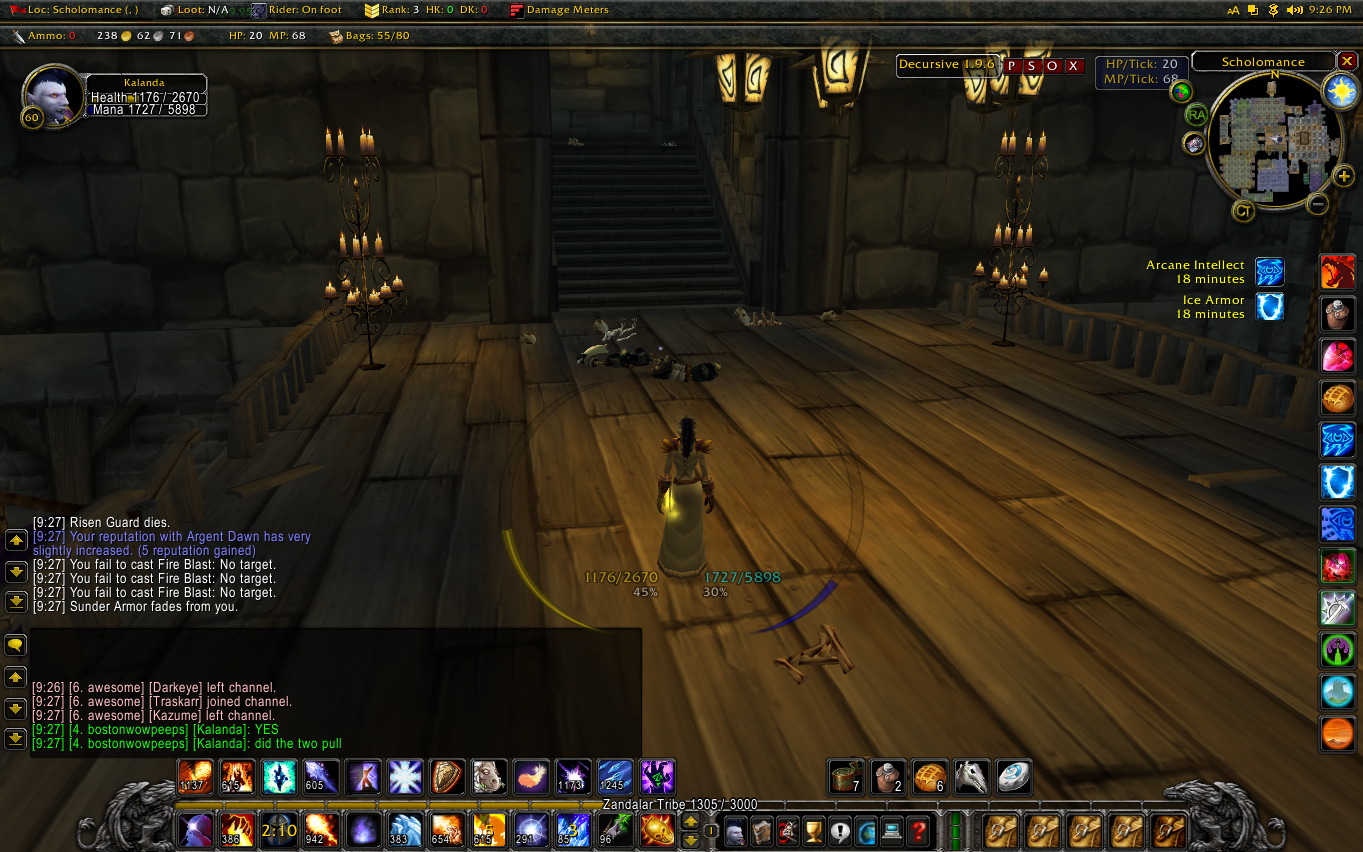 Loc: Scholomance (, ) Loot: N/A Rider: On foot Rank: 3 HK: 0 DK: 0 Damage Meters 9:26 PM
Ammo: 0 238 62 71 HP: 20 MP: 68 Bags: 55/80
Kalanda
Health 1176 / 2670
Mana 1727 / 5898
60
Decursive 1.9.6 P S O X
HP/Tick: 20
MP/Tick: 68
Scholomance
N
RA
CT
Arcane Intellect
18 minutes
Ice Armor
18 minutes
1176/2670 1727/5898
45% 30%
[9:27] Risen Guard dies.
[9:27] Your reputation with Argent Dawn has very
slightly increased. (5 reputation gained)
[9:27] You fail to cast Fire Blast: No target.
[9:27] You fail to cast Fire Blast: No target.
[9:27] You fail to cast Fire Blast: No target.
[9:27] Sunder Armor fades from you.
[9:26] [6. awesome] [Darkeye] left channel.
[9:27] [6. awesome] [Traskarr] joined channel.
[9:27] [6. awesome] [Kazume] left channel.
[9:27] [4. bostonwowpeeps] [Kalanda]: YES
[9:27] [4. bostonwowpeeps] [Kalanda]: did the two pull
1137 615 605 1173 1245 7 2 6
Zandalar Tribe 1305 / 3000
386 2:10 942 383 654 615 291 857 96 1